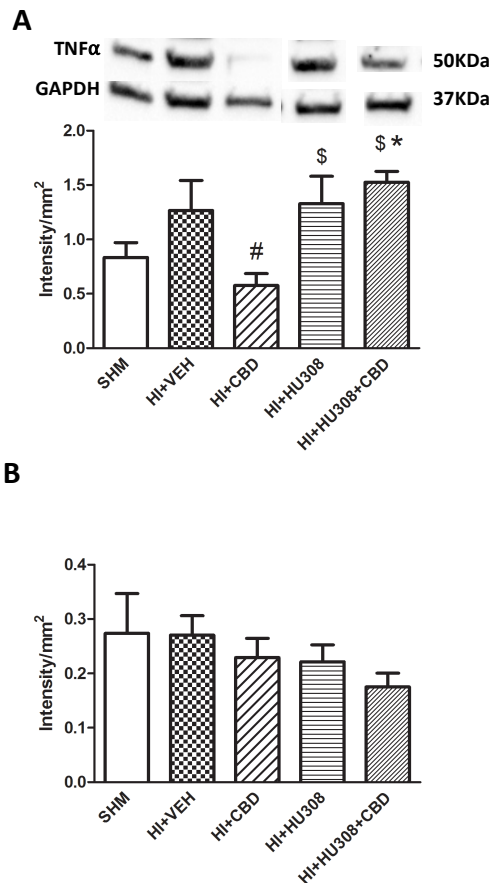 A
TNFα
50KDa
GAPDH
37KDa
2.0
1.5
1.0
0.5
0.0
Intensity/mm²
#
$
$ *
SHM
HI+VEH
HI+CBD
HI+HU308
HI+HU308+CBD
B
0.4
0.3
0.2
0.1
0.0
Intensity/mm²
SHM
HI+VEH
HI+CBD
HI+HU308
HI+HU308+CBD